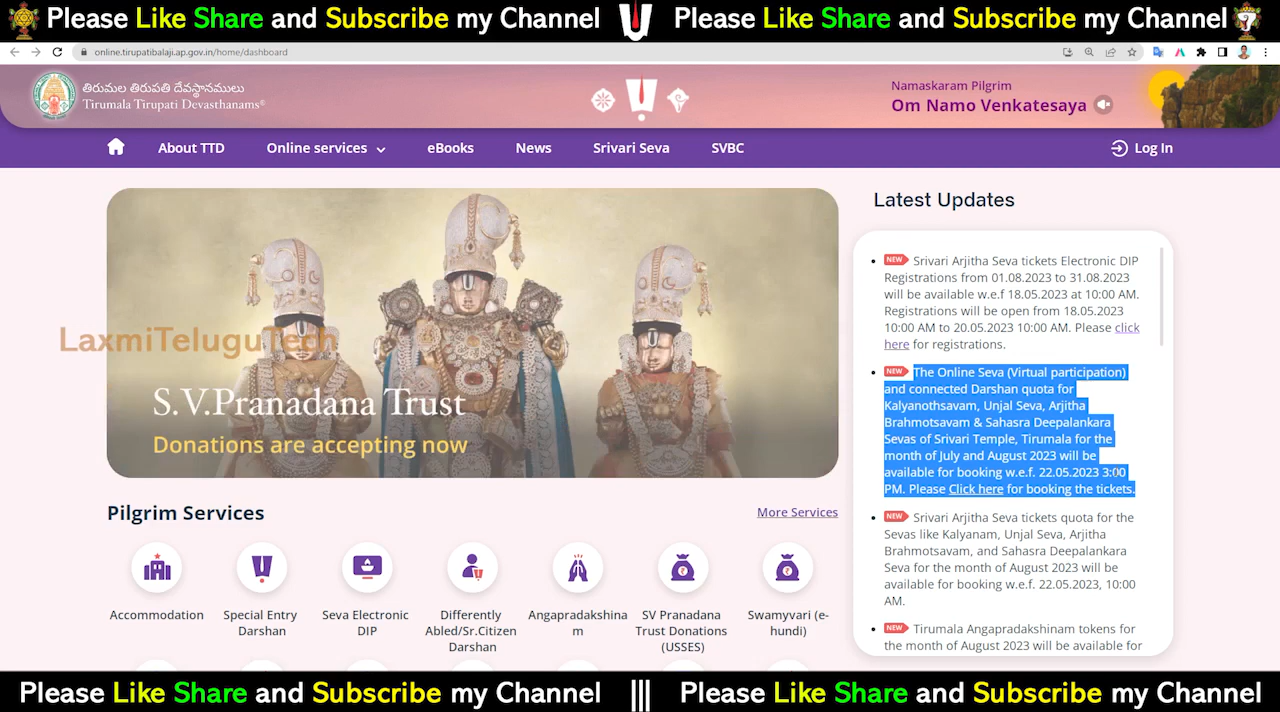 Please Like Share and Subscribe my Channel Please Like Share and Subscribe my Channel
online.tirupatibalaji.ap.gov.in/home/dashboard
తిరుమల తిరుపతి దేవస్థానములు
Tirumala Tirupati Devasthanams®
Namaskaram Pilgrim
Om Namo Venkatesaya
About TTD Online services eBooks News Srivari Seva SVBC Log In
LaxmiTeluguTech
S.V.Pranadana Trust
Donations are accepting now
Latest Updates
NEW Srivari Arjitha Seva tickets Electronic DIP
Registrations from 01.08.2023 to 31.08.2023
will be available w.e.f 18.05.2023 at 10:00 AM.
Registrations will be open from 18.05.2023
10:00 AM to 20.05.2023 10:00 AM. Please click
here for registrations.
NEW The Online Seva (Virtual participation)
and connected Darshan quota for
Kalyanothsavam, Unjal Seva, Arjitha
Brahmotsavam & Sahasra Deepalankara
Sevas of Srivari Temple, Tirumala for the
month of July and August 2023 will be
available for booking w.e.f. 22.05.2023 3:00
PM. Please Click here for booking the tickets.
NEW Srivari Arjitha Seva tickets quota for the
Sevas like Kalyanam, Unjal Seva, Arjitha
Brahmotsavam, and Sahasra Deepalankara
Seva for the month of August 2023 will be
available for booking w.e.f. 22.05.2023, 10:00
AM.
NEW Tirumala Angapradakshinam tokens for
the month of August 2023 will be available for
Pilgrim Services More Services
Accommodation
Special Entry
Darshan
Seva Electronic
DIP
Differently
Abled/Sr.Citizen
Darshan
Angapradakshina
m
SV Pranadana
Trust Donations
(USSES)
Swamyvari (e-
hundi)
Please Like Share and Subscribe my Channel ||| Please Like Share and Subscribe my Channel